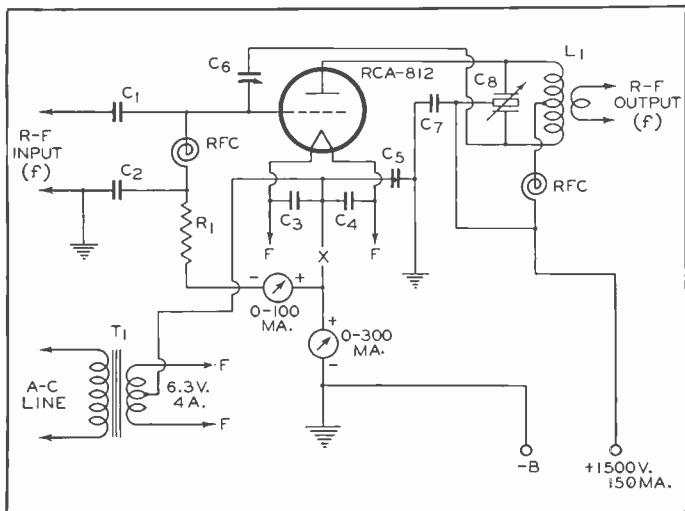 C6
RCA-812
L1
C8
C1
R-F
INPUT
(f)
RFC
C7
R-F
OUTPUT
(f)
C2
C5
RFC
R1
C3
C4
F
X
F
- +
0-100
MA.
+
0-300
MA.
-
T1
A-C
LINE
6.3V.
4A.
F
F
-B
+1500V.
150MA.